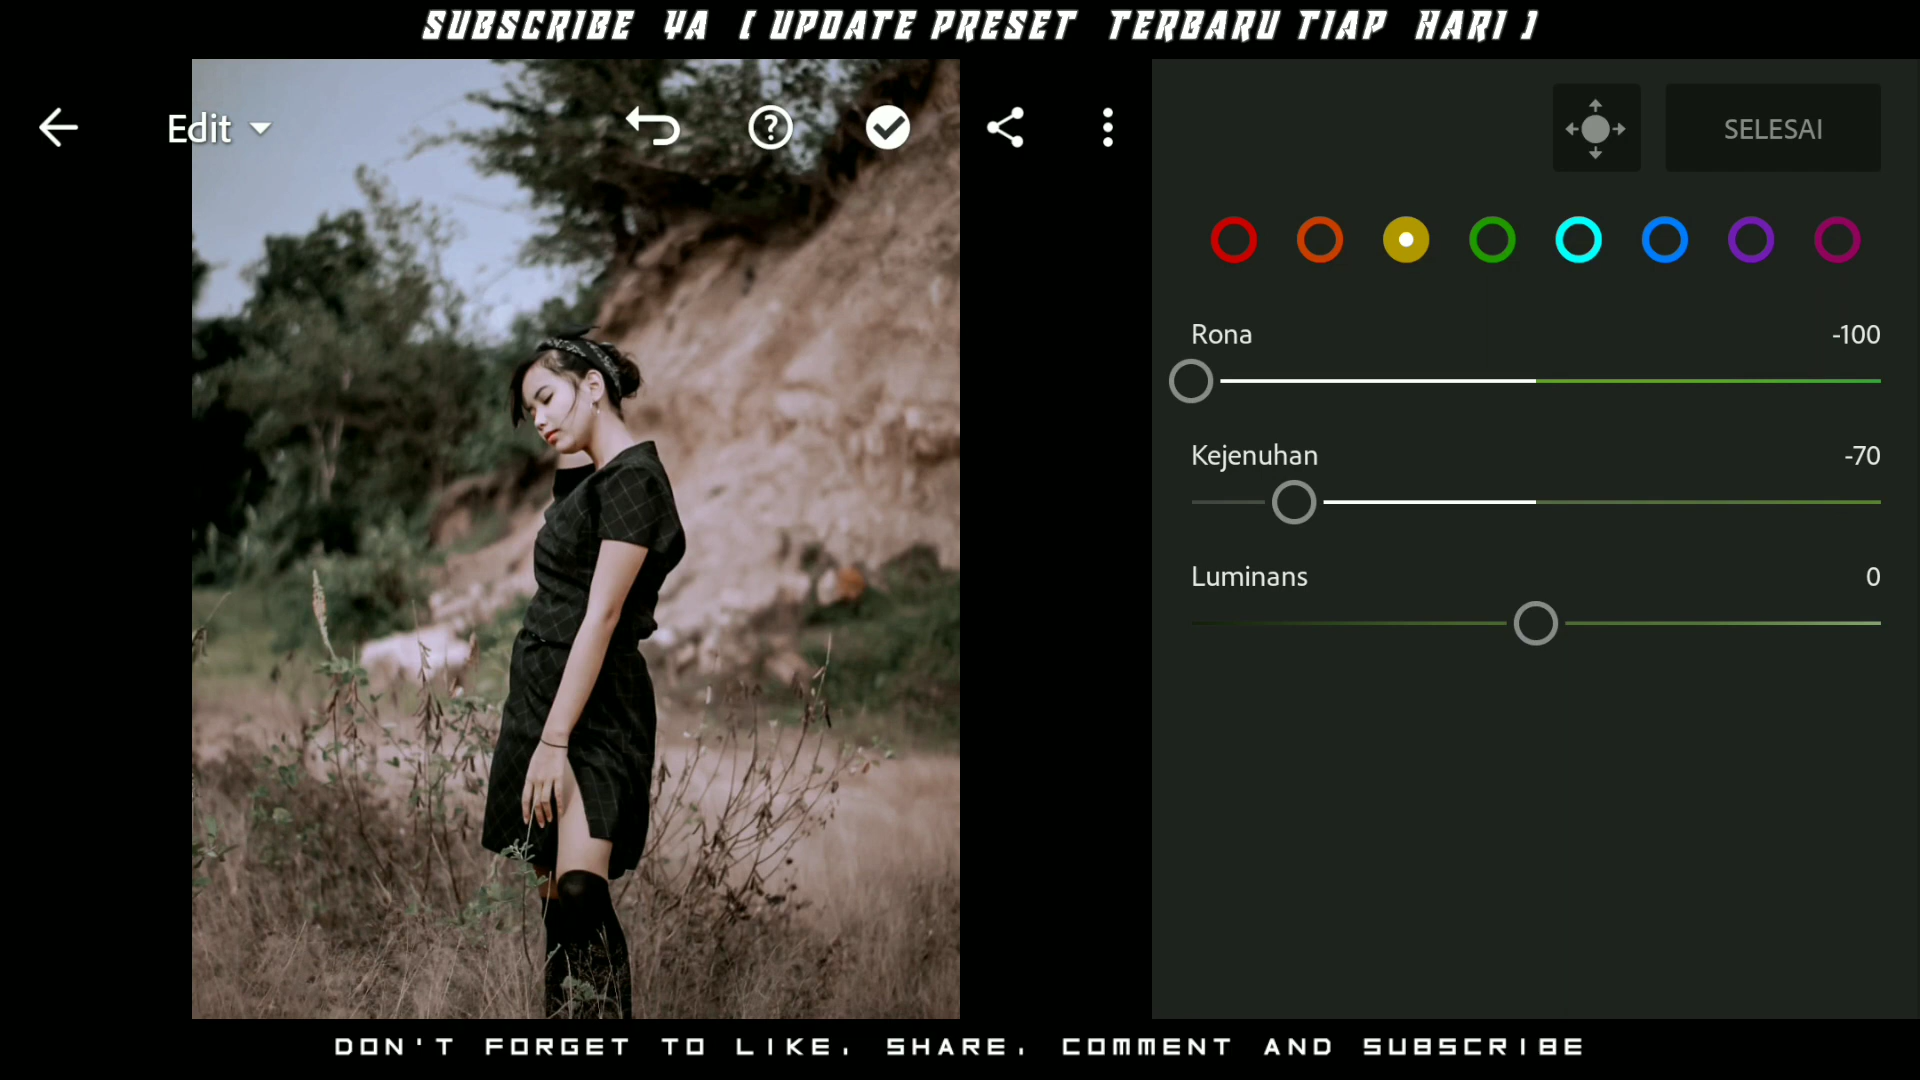 SUBSCRIBE YA [ UPDATE PRESET TERBARU TIAP HARI ]
Edit
SELESAI
Rona -100
Kejenuhan -70
Luminans 0
DON'T FORGET TO LIKE, SHARE, COMMENT AND SUBSCRIBE